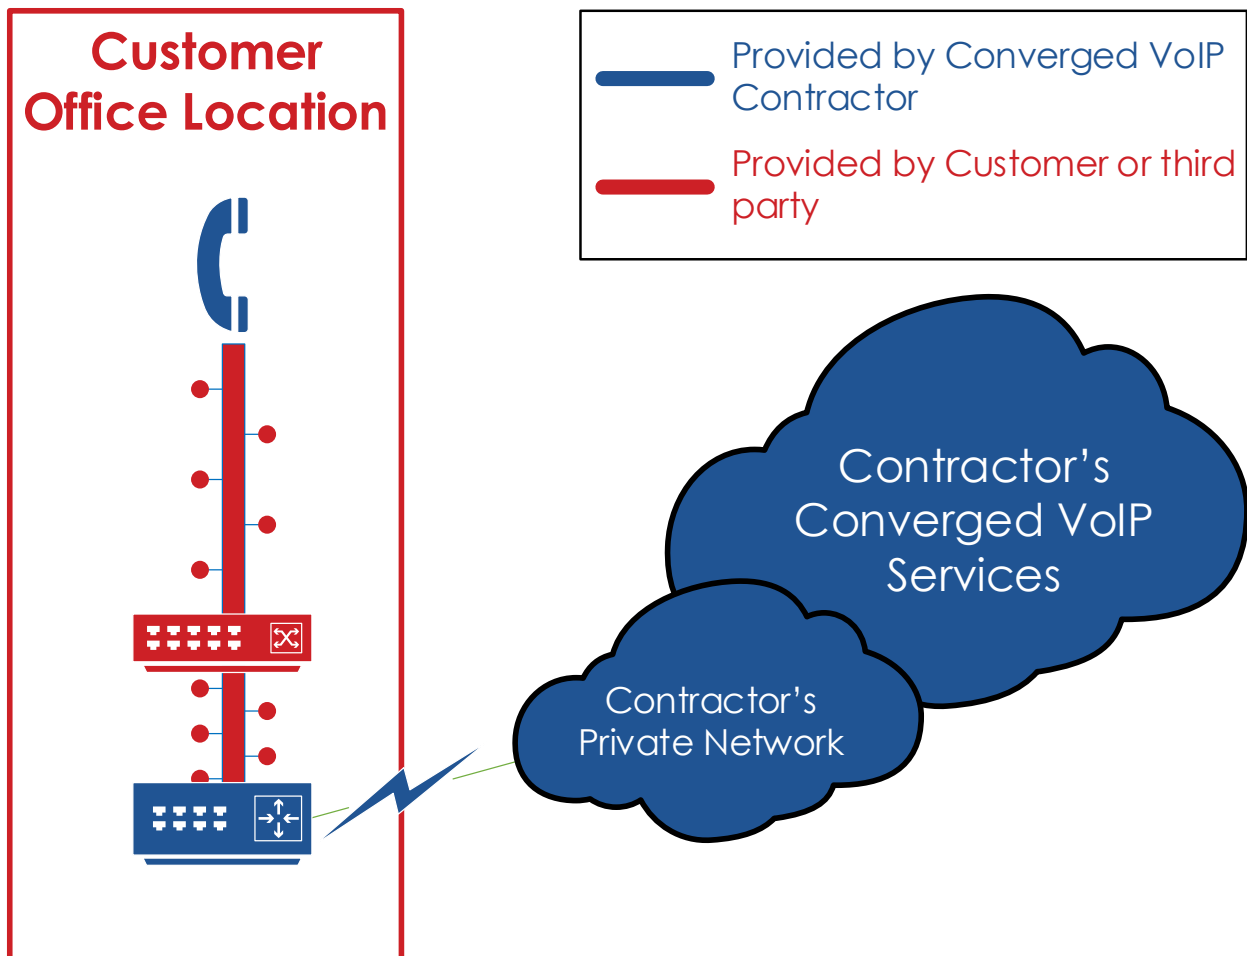 Customer
Office Location
Provided by Converged VoIP
Contractor
Provided by Customer or third
party
Contractor’s
Converged VoIP
Services
Contractor’s
Private Network